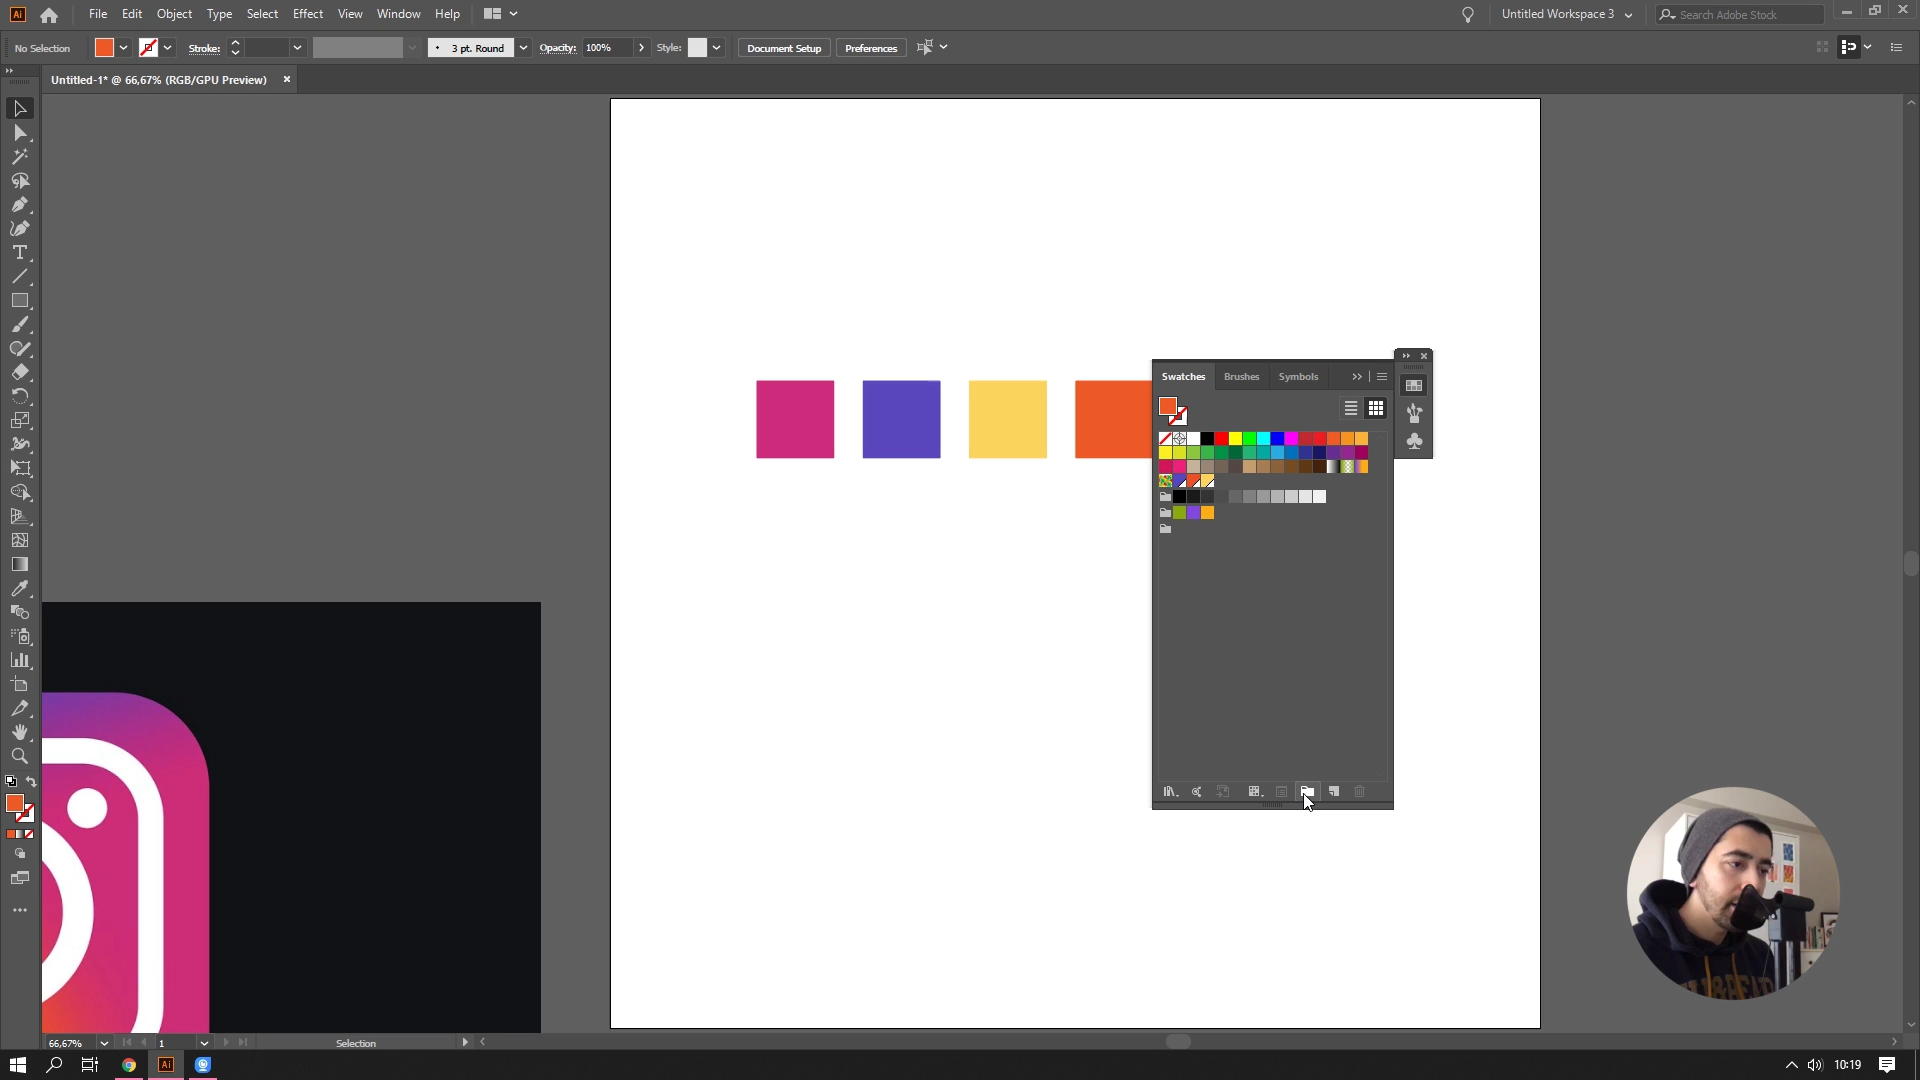 Ai File Edit Object Type Select Effect View Window Help Untitled Workspace 3 Search Adobe Stock
No Selection Stroke: 3 pt. Round Opacity: 100% Style: Document Setup Preferences
Untitled-1* @ 66,67% (RGB/GPU Preview)
Swatches Brushes Symbols
66,67% 1 Selection
Ai 10:19